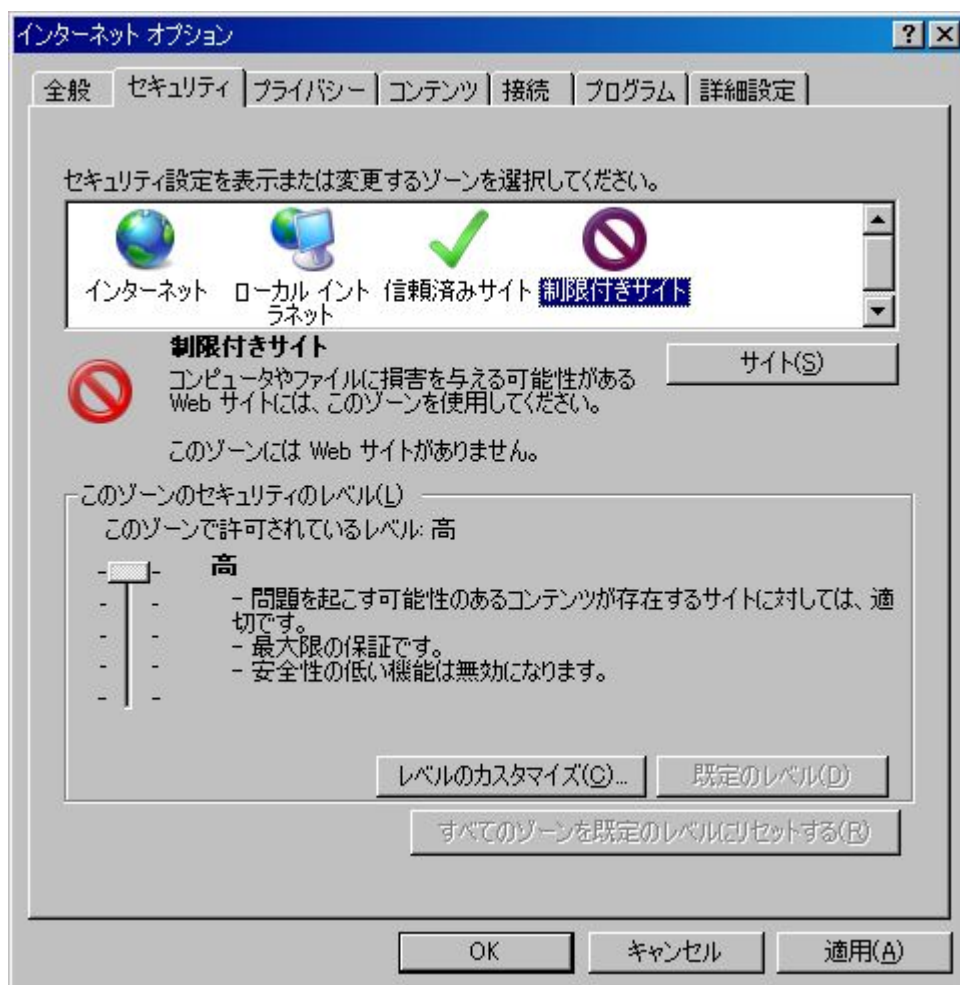 インターネット オプション
全般 セキュリティ プライバシー コンテンツ 接続 プログラム 詳細設定
セキュリティ設定を表示または変更するゾーンを選択してください。
インターネット ローカル イント 信頼済みサイト 制限付きサイト
ラネット
制限付きサイト
サイト(S)
コンピュータやファイルに損害を与える可能性がある
Web サイトには、このゾーンを使用してください。
このゾーンには Web サイトがありません。
このゾーンのセキュリティのレベル(L)
このゾーンで許可されているレベル: 高
高
- 問題を起こす可能性のあるコンテンツが存在するサイトに対しては、適
切です。
- 最大限の保証です。
- 安全性の低い機能は無効になります。
レベルのカスタマイズ(C)... 既定のレベル(D)
すべてのゾーンを既定のレベルにリセットする(R)
OK キャンセル 適用(A)